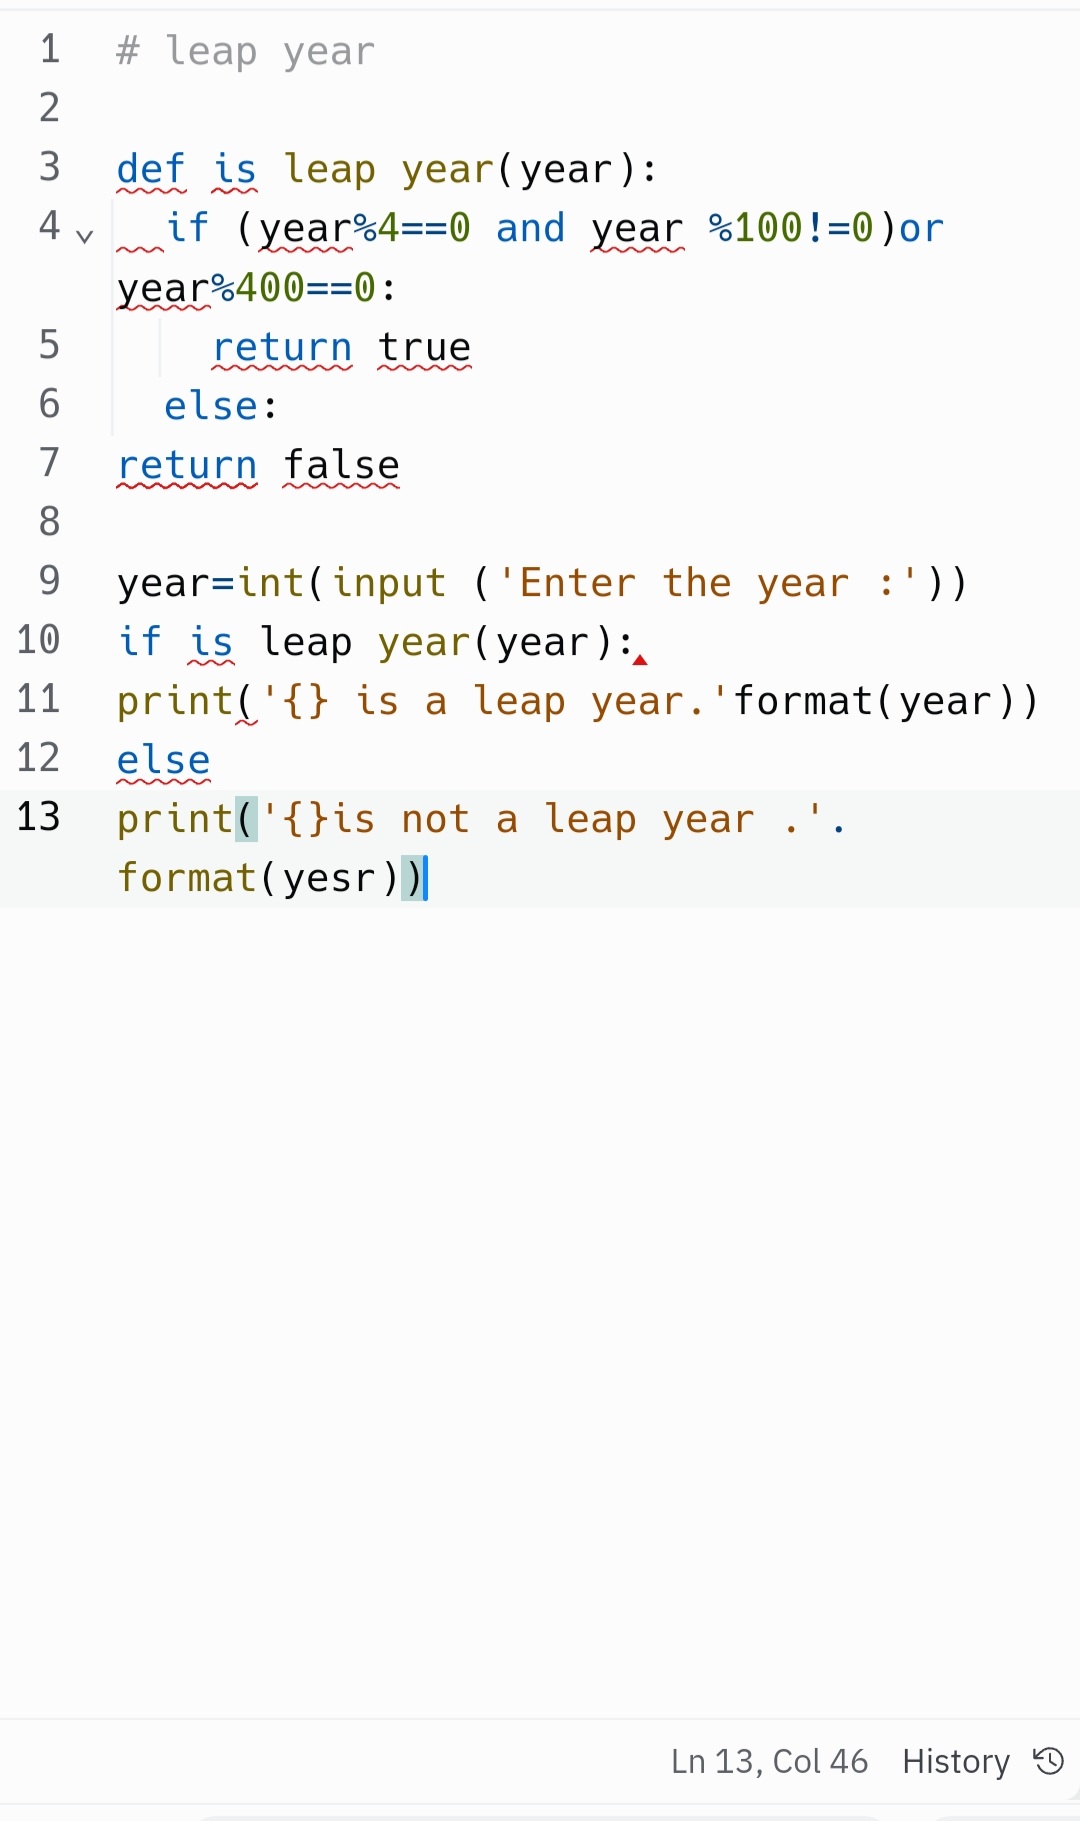 1 # leap year
2
3 def is leap year(year):
4 if (year%4==0 and year %100!=0)or
year%400==0:
5 return true
6 else:
7 return false
8
9 year=int(input ('Enter the year :'))
10 if is leap year(year):
11 print('{} is a leap year.'format(year))
12 else
13 print('{}is not a leap year .'.
format(yesr))
Ln 13, Col 46 History